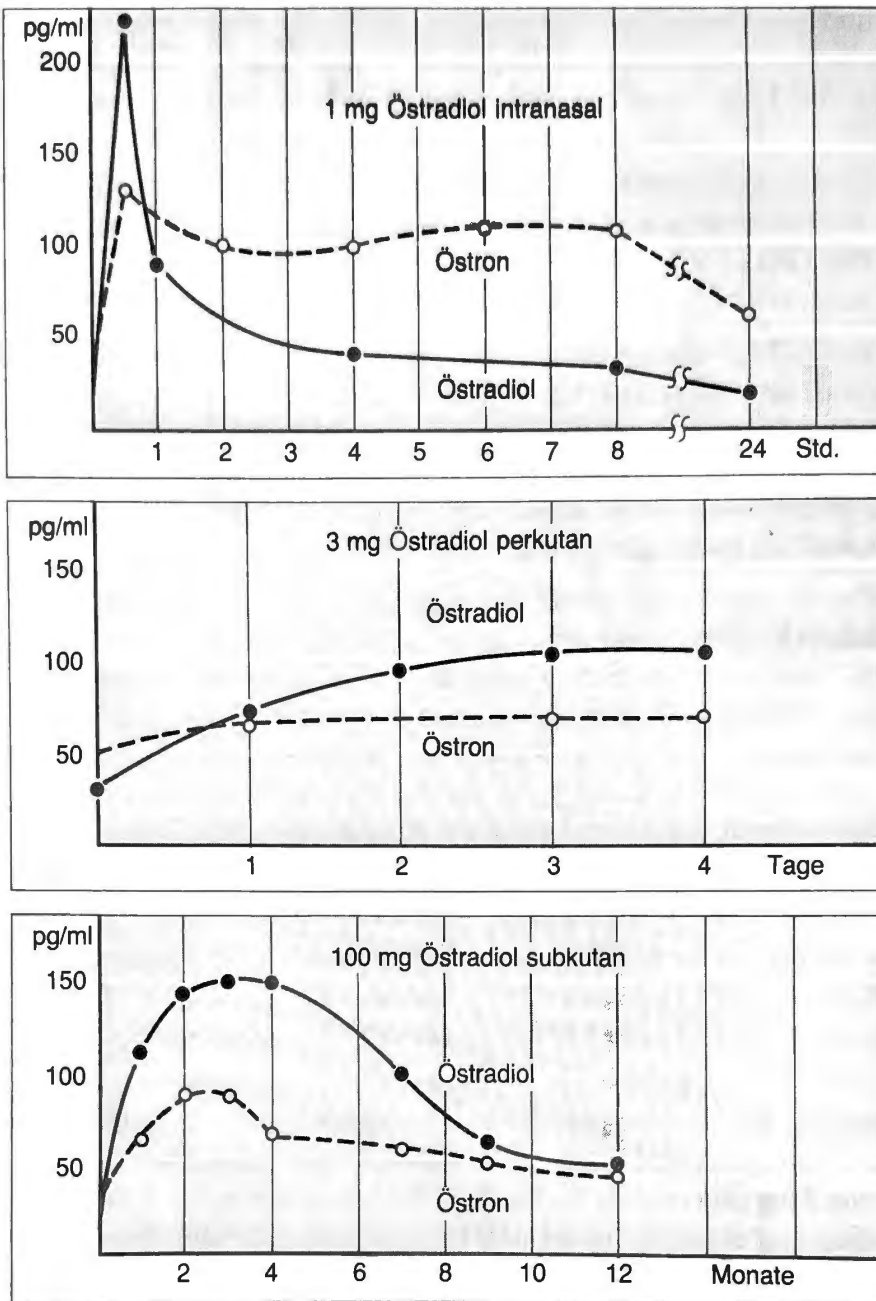 pg/ml
200
1 mg Östradiol intranasal
150
100
Östron
50
Östradiol
1 2 3 4 5 6 7 8 24 Std.
pg/ml
3 mg Östradiol perkutan
150
Östradiol
100
Östron
50
1 2 3 4 Tage
pg/ml
100 mg Östradiol subkutan
150
100
Östradiol
50
Östron
2 4 6 8 10 12 Monate